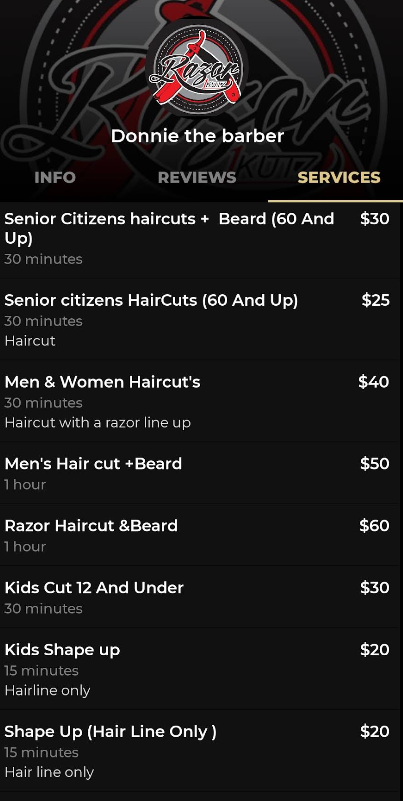 Razor
KUTZ
Donnie the barber
INFO REVIEWS SERVICES
Senior Citizens haircuts + Beard (60 And $30
Up)
30 minutes
Senior citizens HairCuts (60 And Up) $25
30 minutes
Haircut
Men & Women Haircut's $40
30 minutes
Haircut with a razor line up
Men's Hair cut +Beard $50
1 hour
Razor Haircut &Beard $60
1 hour
Kids Cut 12 And Under $30
30 minutes
Kids Shape up $20
15 minutes
Hairline only
Shape Up (Hair Line Only ) $20
15 minutes
Hair line only